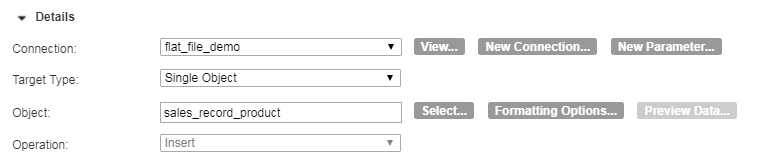 Details
Connection: flat_file_demo View... New Connection... New Parameter...
Target Type: Single Object
Object: sales_record_product Select... Formatting Options... Preview Data...
Operation: Insert